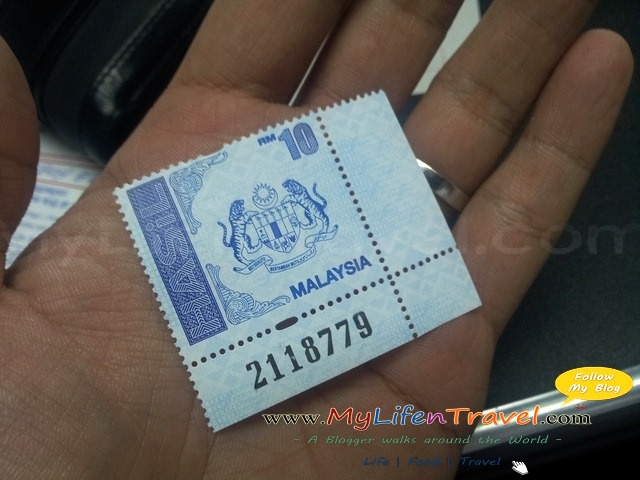 RM 10
HASIL
MALAYSIA
2118779
Follow
My Blog
www.MyLifenTravel.com
- A Blogger walks around the World -
Life | Food | Travel